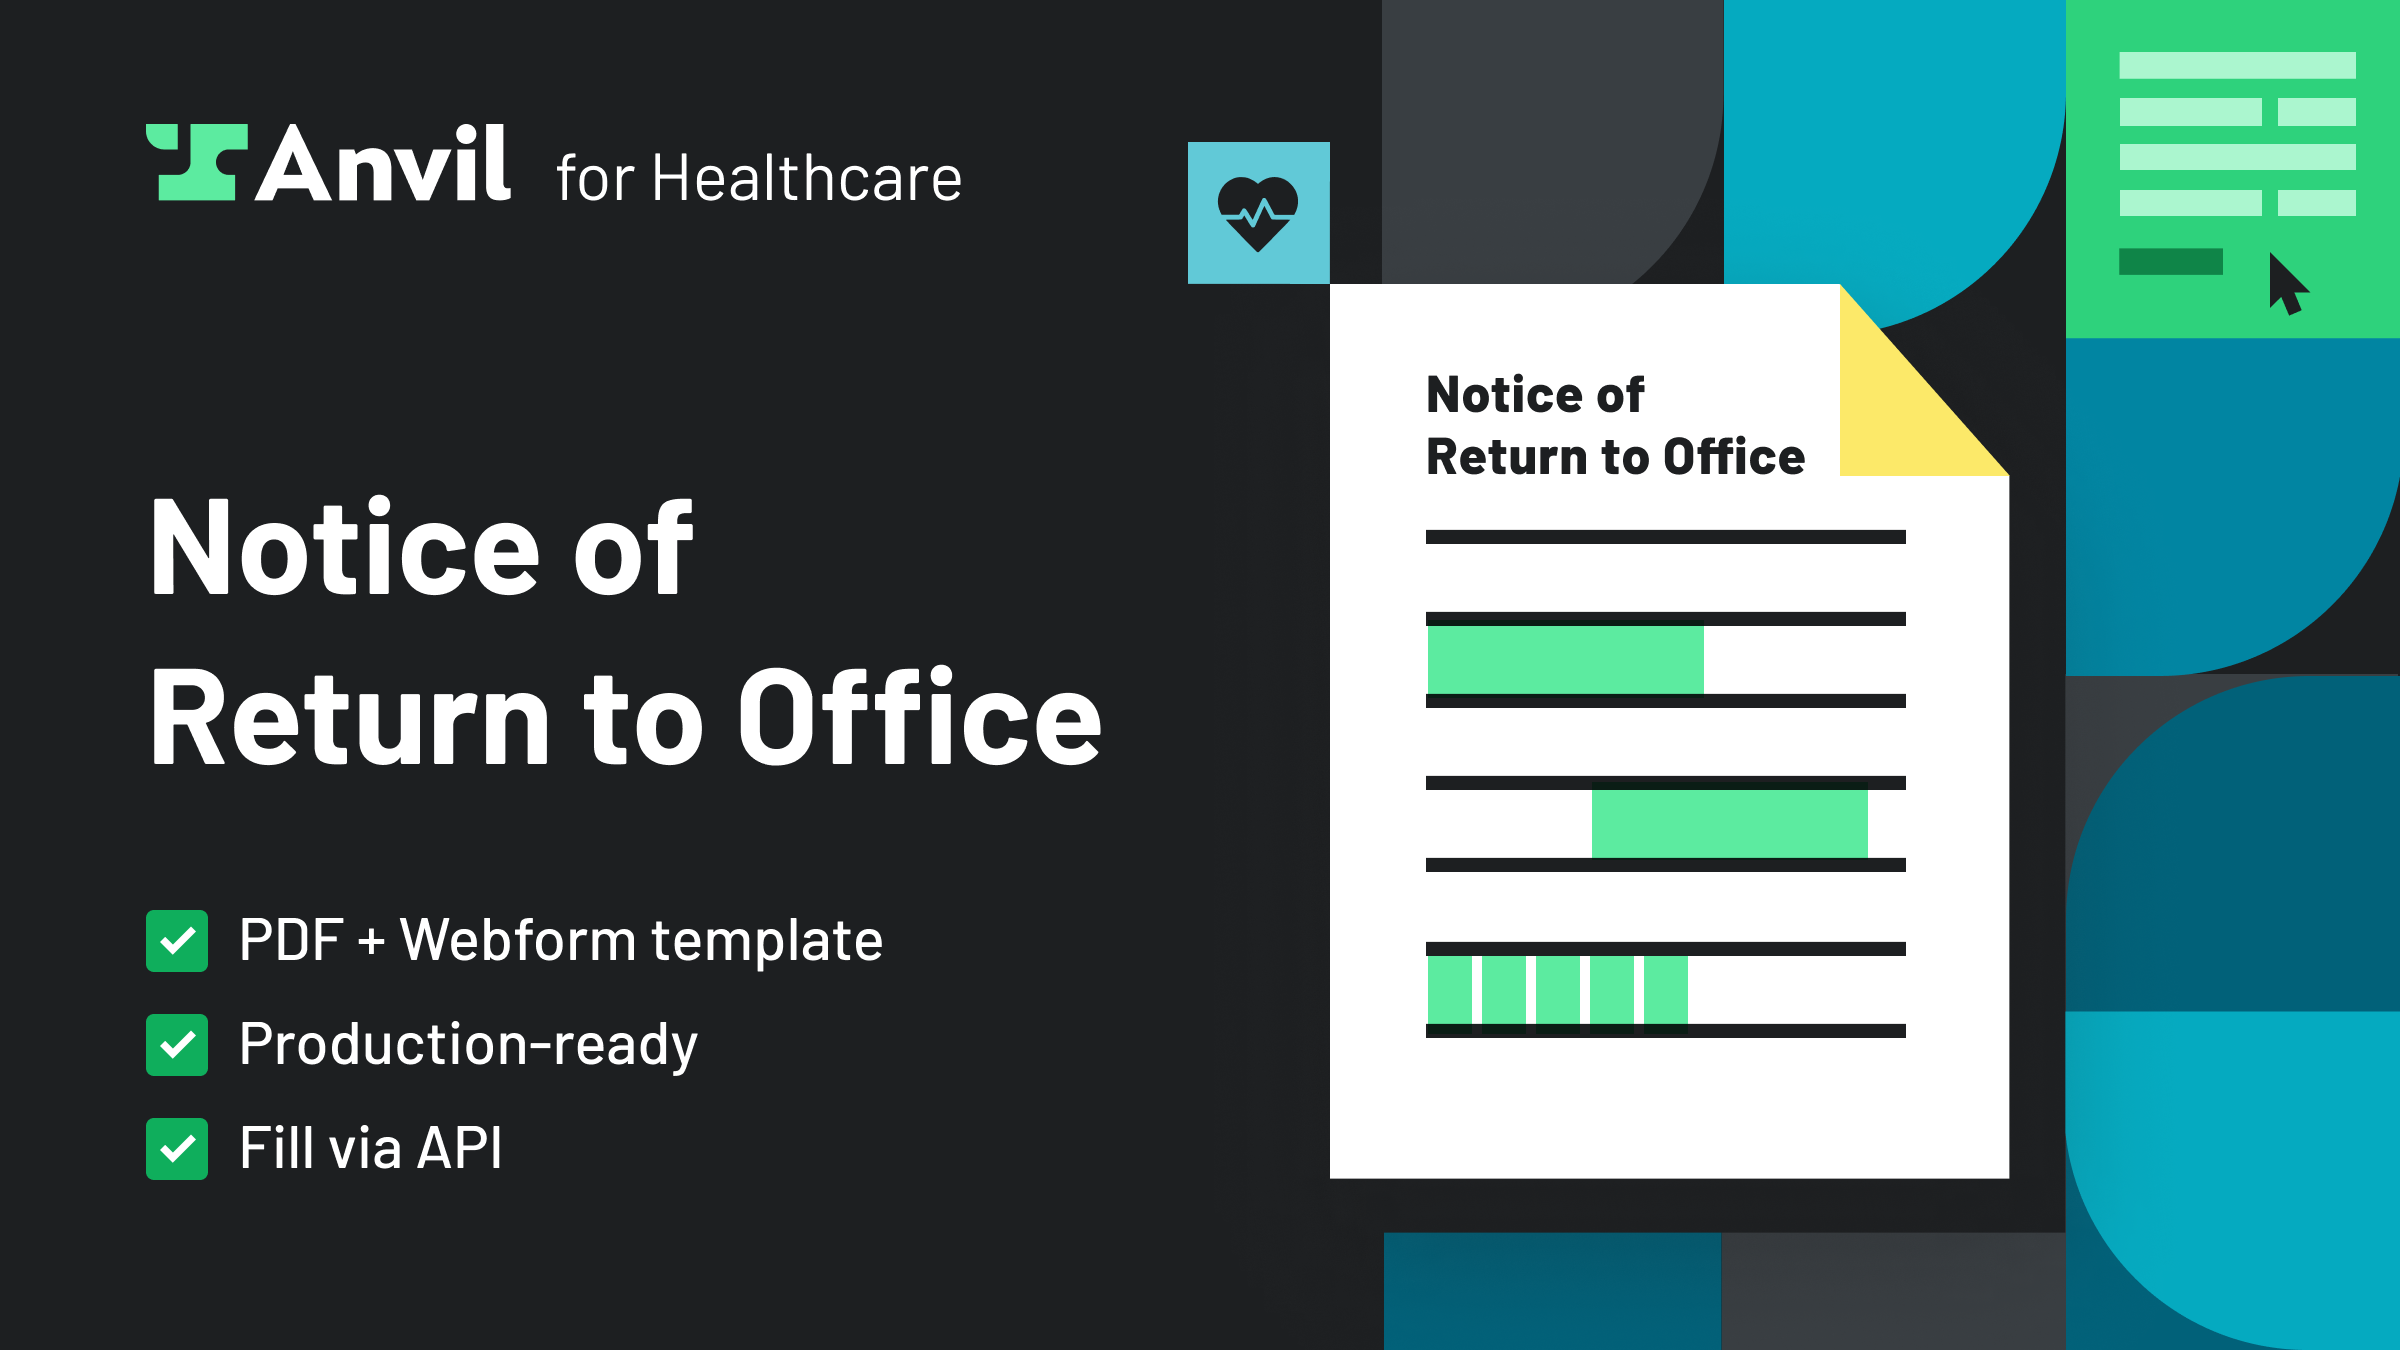 Anvil for Healthcare
Notice of
Return to Office
PDF + Webform template
Production-ready
Fill via API
Notice of
Return to Office